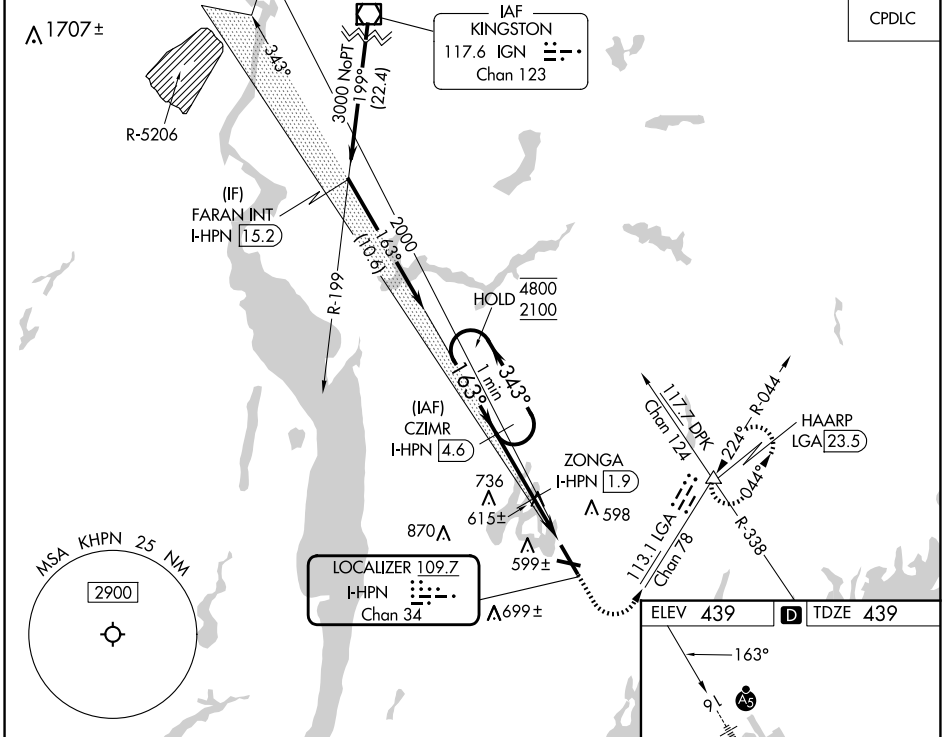 1707±
CPDLC
IAF
KINGSTON
117.6 IGN
Chan 123
343°
3000 NoPT
199°
(22.4)
R-5206
(IF)
FARAN INT
I-HPN 15.2
2000
163°
(10.6)
R-199
HOLD 4800
2100
1 min
163°
343°
(IAF)
CZIMR
I-HPN 4.6
117.7 DPK
Chan 124
R-044
224°
044°
HAARP
LGA 23.5
ZONGA
I-HPN 1.9
736
615±
598
870
599±
113.1 LGA
Chan 78
R-338
MSA KHPN 25 NM
2900
LOCALIZER 109.7
I-HPN
Chan 34
699±
ELEV 439
D
TDZE 439
163°
16
A5